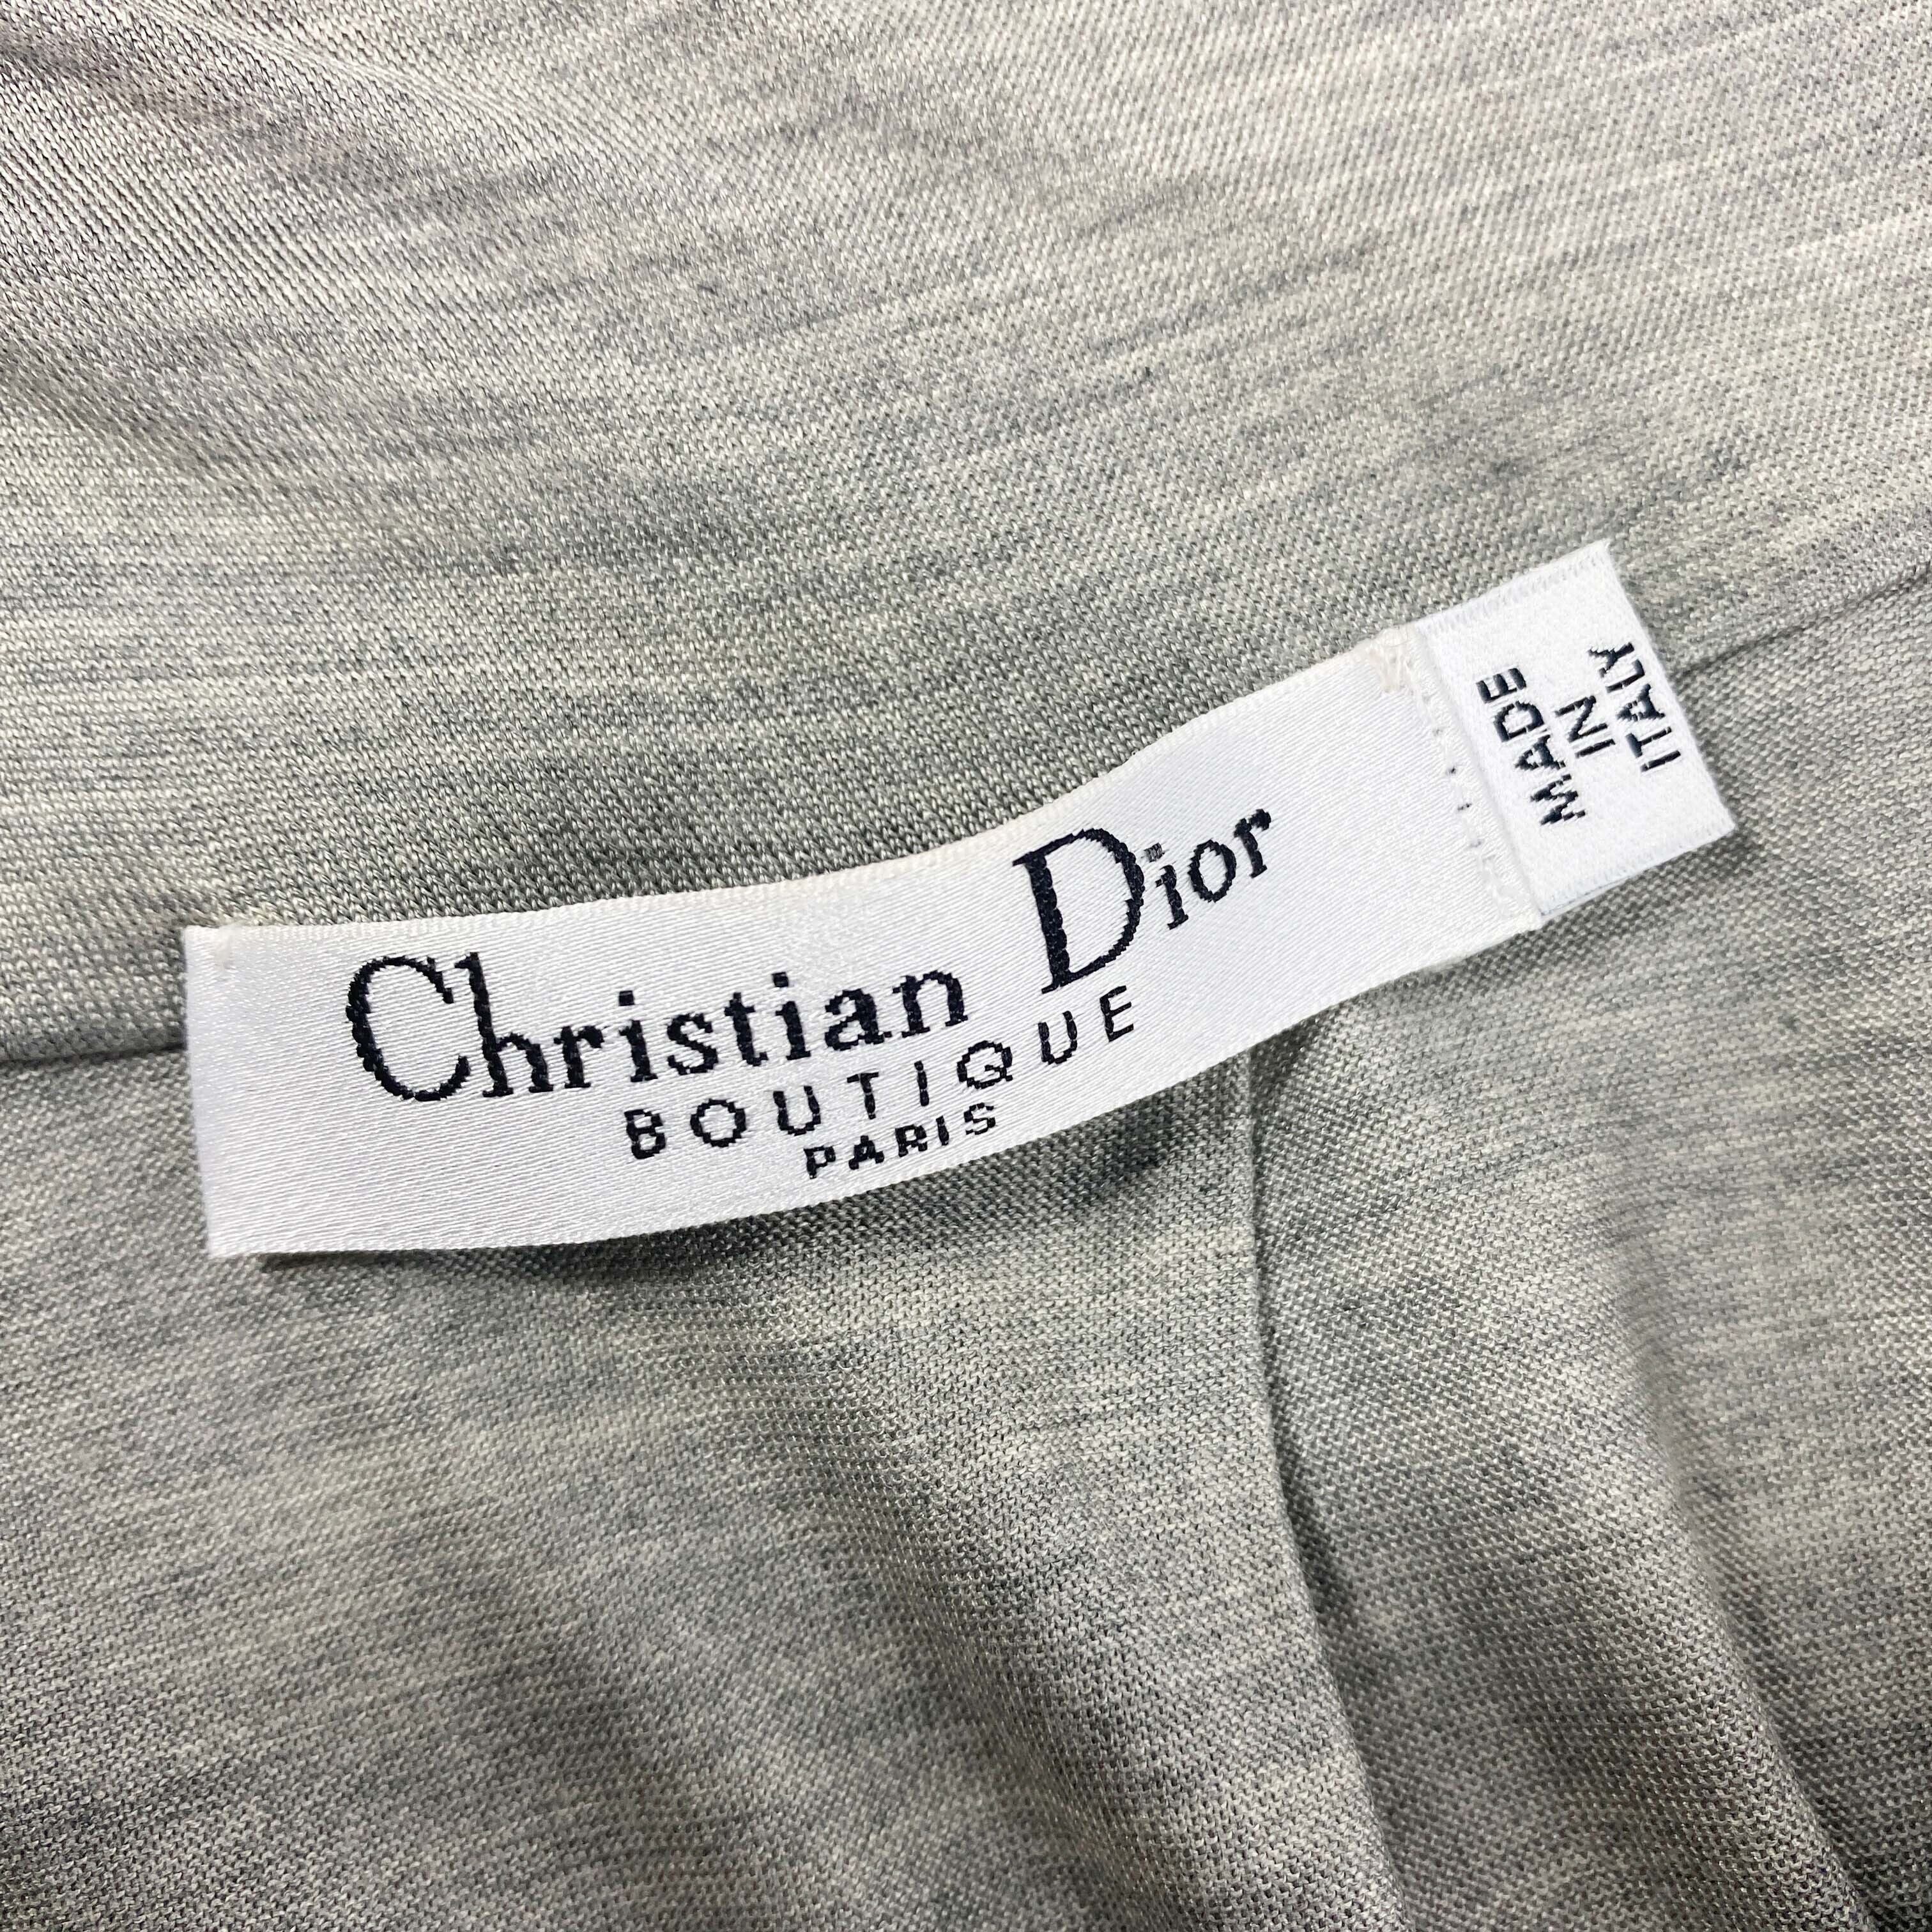 Christian Dior
BOUTIQUE
PARIS
MADE
IN
ITALY